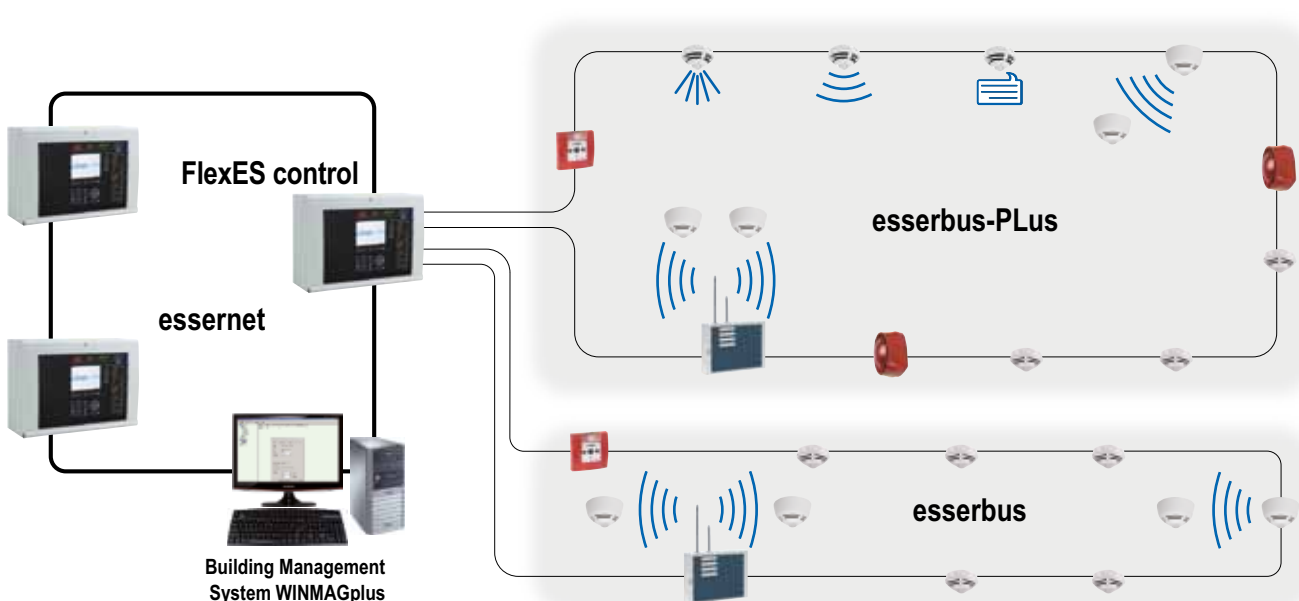 FlexES control
essernet
esserbus-PLus
esserbus
Building Management
System WINMAGplus